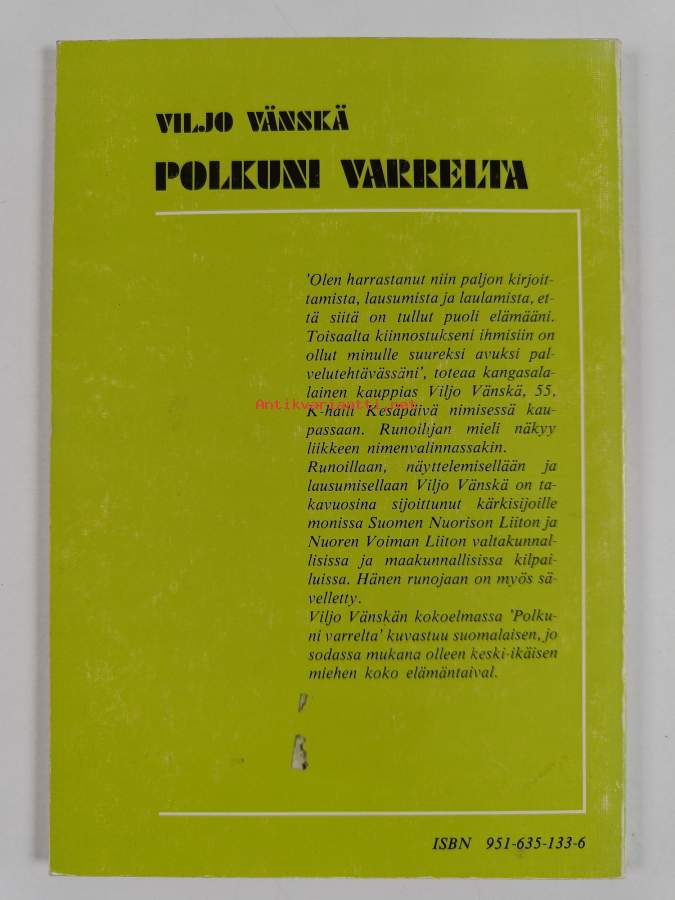 VILJO VÄNSKÄ
POLKUNI VARRELTA
'Olen harrastanut niin paljon kirjoit-
tamista, lausumista ja laulamista, et-
tä siitä on tullut puoli elämääni.
Toisaalta kiinnostukseni ihmisiin on
ollut minulle suureksi avuksi pal-
velutehtävässäni', toteaa kangasala-
lainen kauppias Viljo Vänskä, 55,
Antikvariaatti.net
K-halli Kesäpäivä nimisessä kau-
passaan. Runoilijan mieli näkyy
liikkeen nimenvalinnassakin.
Runoillaan, näyttelemisellään ja
lausumisellaan Viljo Vänskä on ta-
kavuosina sijoittunut kärkisijoille
monissa Suomen Nuorison Liiton ja
Nuoren Voiman Liiton valtakunnal-
lisissa ja maakunnallisissa kilpai-
luissa. Hänen runojaan on myös sä-
velletty.
Viljo Vänskän kokoelmassa 'Polku-
ni varrelta' kuvastuu suomalaisen, jo
sodassa mukana olleen keski-ikäisen
miehen koko elämäntaival.
ISBN 951-635-133-6